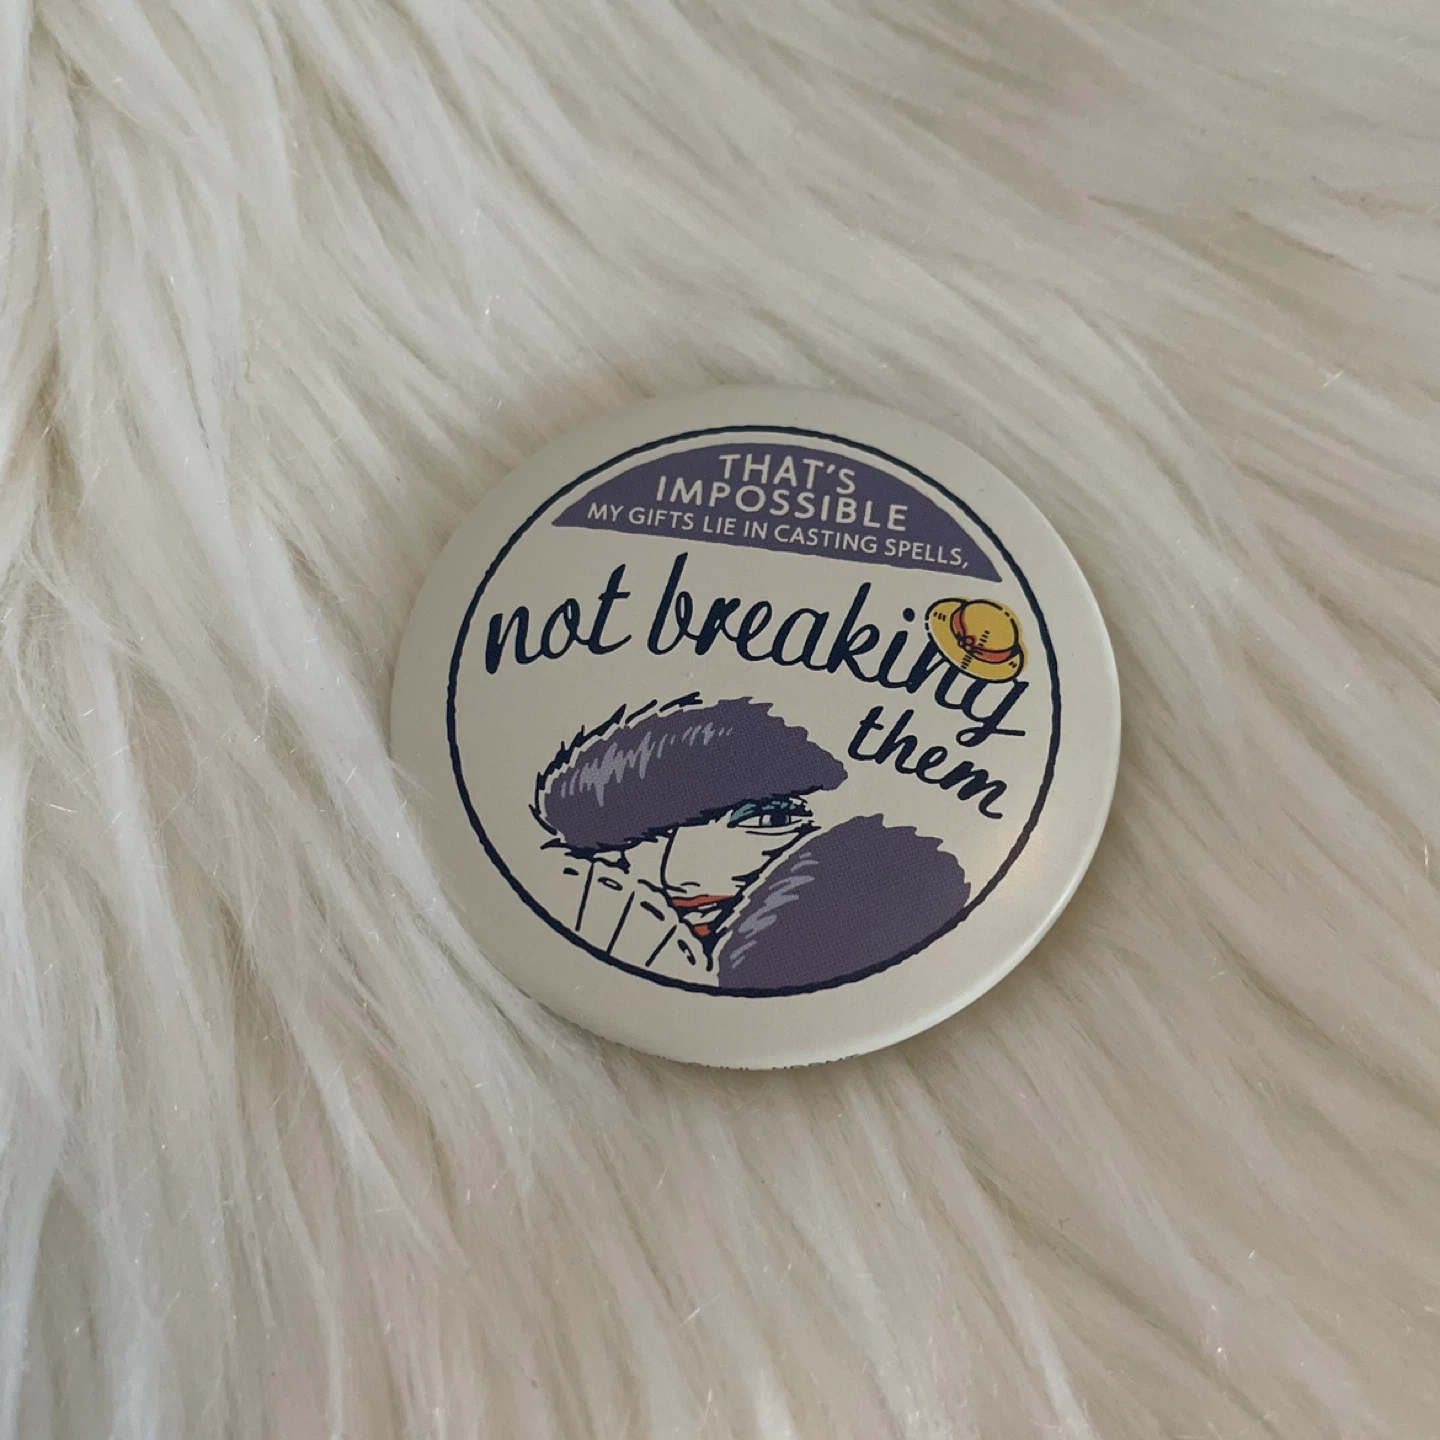 THAT'S
IMPOSSIBLE
MY GIFTS LIE IN CASTING SPELLS,
not breaking
them